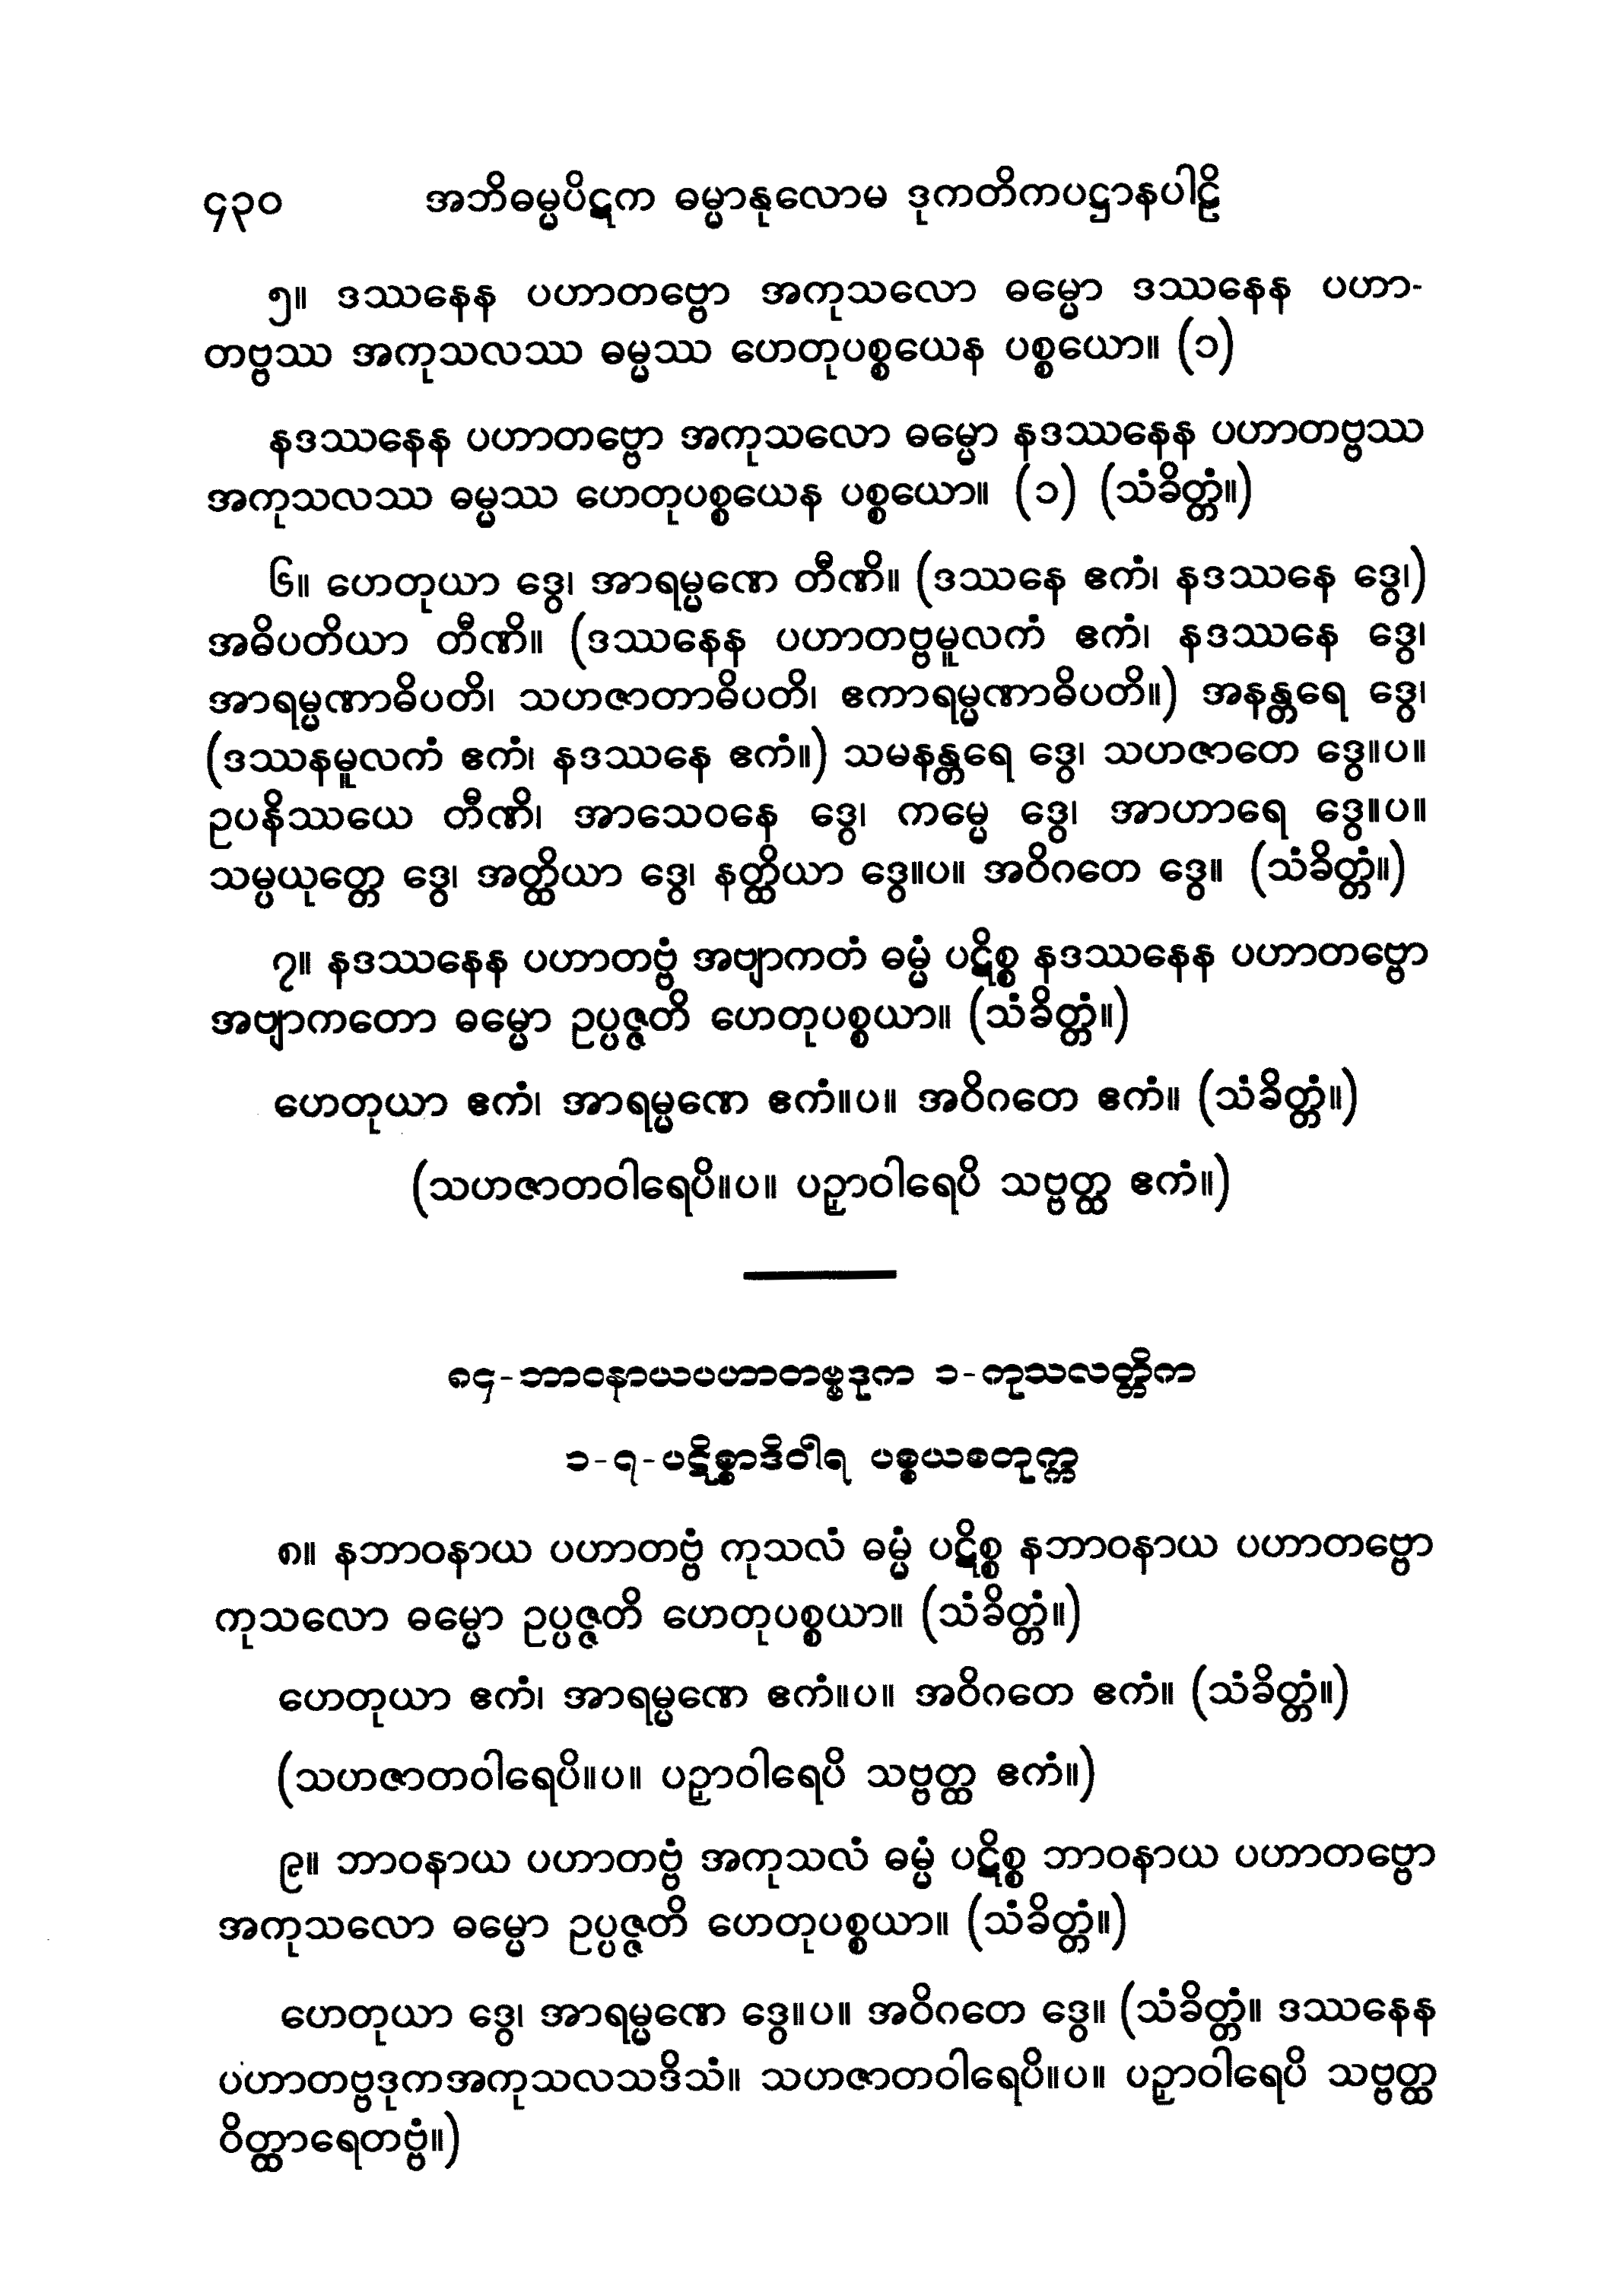 ၄၃၀ အဘိဓမ္မပိဋက ဓမ္မာနုလောမ ဒုကတိကပဋ္ဌာနပါဠိ
၅။ ဒဿနေန ပဟာတဗ္ဗော အကုသလော ဓမ္မော ဒဿနေန ပဟာ-
တဗ္ဗဿ အကုသလဿ ဓမ္မဿ ဟေတုပစ္စယေန ပစ္စယော။ (၁)
နဒဿနေန ပဟာတဗ္ဗော အကုသလော ဓမ္မော နဒဿနေန ပဟာတဗ္ဗဿ
အကုသလဿ ဓမ္မဿ ဟေတုပစ္စယေန ပစ္စယော။ (၁) (သံခိတ္တံ။)
၆။ ဟေတုယာ ဒွေ၊ အာရမ္မဏေ တီဏိ။ (ဒဿနေ ဧကံ၊ နဒဿနေ ဒွေ၊)
အဓိပတိယာ တီဏိ။ (ဒဿနေန ပဟာတဗ္ဗမူလကံ ဧကံ၊ နဒဿနေ ဒွေ၊
အာရမ္မဏာဓိပတိ၊ သဟဇာတာဓိပတိ၊ ဧကာရမ္မဏာဓိပတိ။) အနန္တရေ ဒွေ၊
(ဒဿနမူလကံ ဧကံ၊ နဒဿနေ ဧကံ။) သမနန္တရေ ဒွေ၊ သဟဇာတေ ဒွေ။ပ။
ဥပနိဿယေ တီဏိ၊ အာသေဝနေ ဒွေ၊ ကမ္မေ ဒွေ၊ အာဟာရေ ဒွေ။ပ။
သမ္ပယုတ္တေ ဒွေ၊ အတ္ထိယာ ဒွေ၊ နတ္ထိယာ ဒွေ။ပ။ အဝိဂတေ ဒွေ။ (သံခိတ္တံ။)
၇။ နဒဿနေန ပဟာတဗ္ဗံ အဗျာကတံ ဓမ္မံ ပဋိစ္စ နဒဿနေန ပဟာတဗ္ဗော
အဗျာကတော ဓမ္မော ဥပ္ပဇ္ဇတိ ဟေတုပစ္စယာ။ (သံခိတ္တံ။)
ဟေတုယာ ဧကံ၊ အာရမ္မဏေ ဧကံ။ပ။ အဝိဂတေ ဧကံ။ (သံခိတ္တံ။)
(သဟဇာတဝါရေပိ။ပ။ ပဉှာဝါရေပိ သဗ္ဗတ္ထ ဧကံ။)
၈၄-ဘာဝနာယပဟာတဗ္ဗဒုက ၁-ကုသလတ္တိက
၁-၇-ပဋိစ္စာဒိဝါရ ပစ္စယစတုက္က
၈။ နဘာဝနာယ ပဟာတဗ္ဗံ ကုသလံ ဓမ္မံ ပဋိစ္စ နဘာဝနာယ ပဟာတဗ္ဗော
ကုသလော ဓမ္မော ဥပ္ပဇ္ဇတိ ဟေတုပစ္စယာ။ (သံခိတ္တံ။)
ဟေတုယာ ဧကံ၊ အာရမ္မဏေ ဧကံ။ပ။ အဝိဂတေ ဧကံ။ (သံခိတ္တံ။)
(သဟဇာတဝါရေပိ။ပ။ ပဉှာဝါရေပိ သဗ္ဗတ္ထ ဧကံ။)
၉။ ဘာဝနာယ ပဟာတဗ္ဗံ အကုသလံ ဓမ္မံ ပဋိစ္စ ဘာဝနာယ ပဟာတဗ္ဗော
အကုသလော ဓမ္မော ဥပ္ပဇ္ဇတိ ဟေတုပစ္စယာ။ (သံခိတ္တံ။)
ဟေတုယာ ဒွေ၊ အာရမ္မဏေ ဒွေ။ပ။ အဝိဂတေ ဒွေ။ (သံခိတ္တံ။ ဒဿနေန
ပဟာတဗ္ဗဒုကအကုသလသဒိသံ။ သဟဇာတဝါရေပိ။ပ။ ပဉှာဝါရေပိ သဗ္ဗတ္ထ
ဝိတ္ထာရေတဗ္ဗံ။)